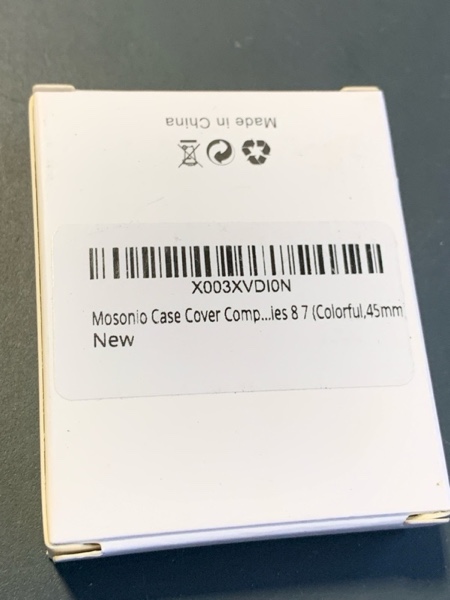 Made in China
X003XVDI0N
Mosonio Case Cover Comp...ies 8 7 (Colorful,45mm
New